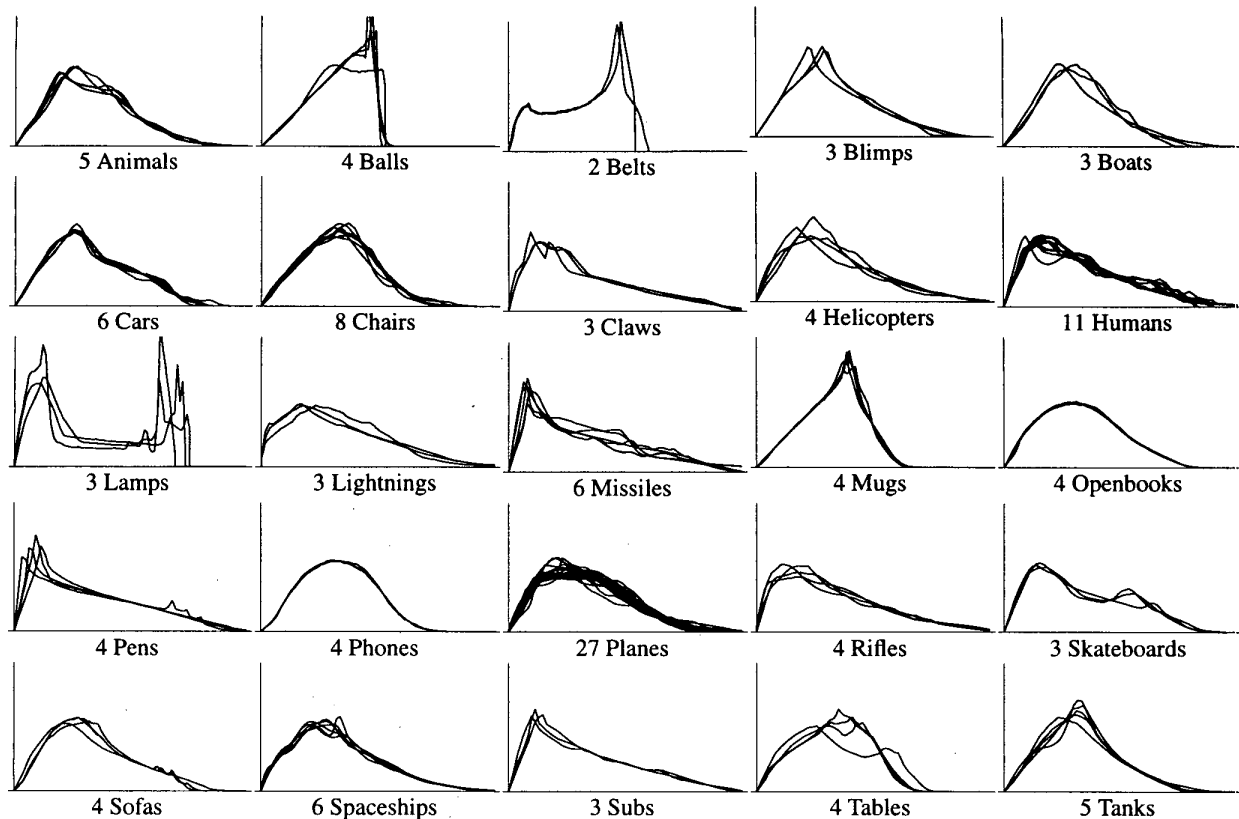 5 Animals
4 Balls
2 Belts
3 Blimps
3 Boats
6 Cars
8 Chairs
3 Claws
4 Helicopters
11 Humans
3 Lamps
3 Lightnings
6 Missiles
4 Mugs
4 Openbooks
4 Pens
4 Phones
27 Planes
4 Rifles
3 Skateboards
4 Sofas
6 Spaceships
3 Subs
4 Tables
5 Tanks